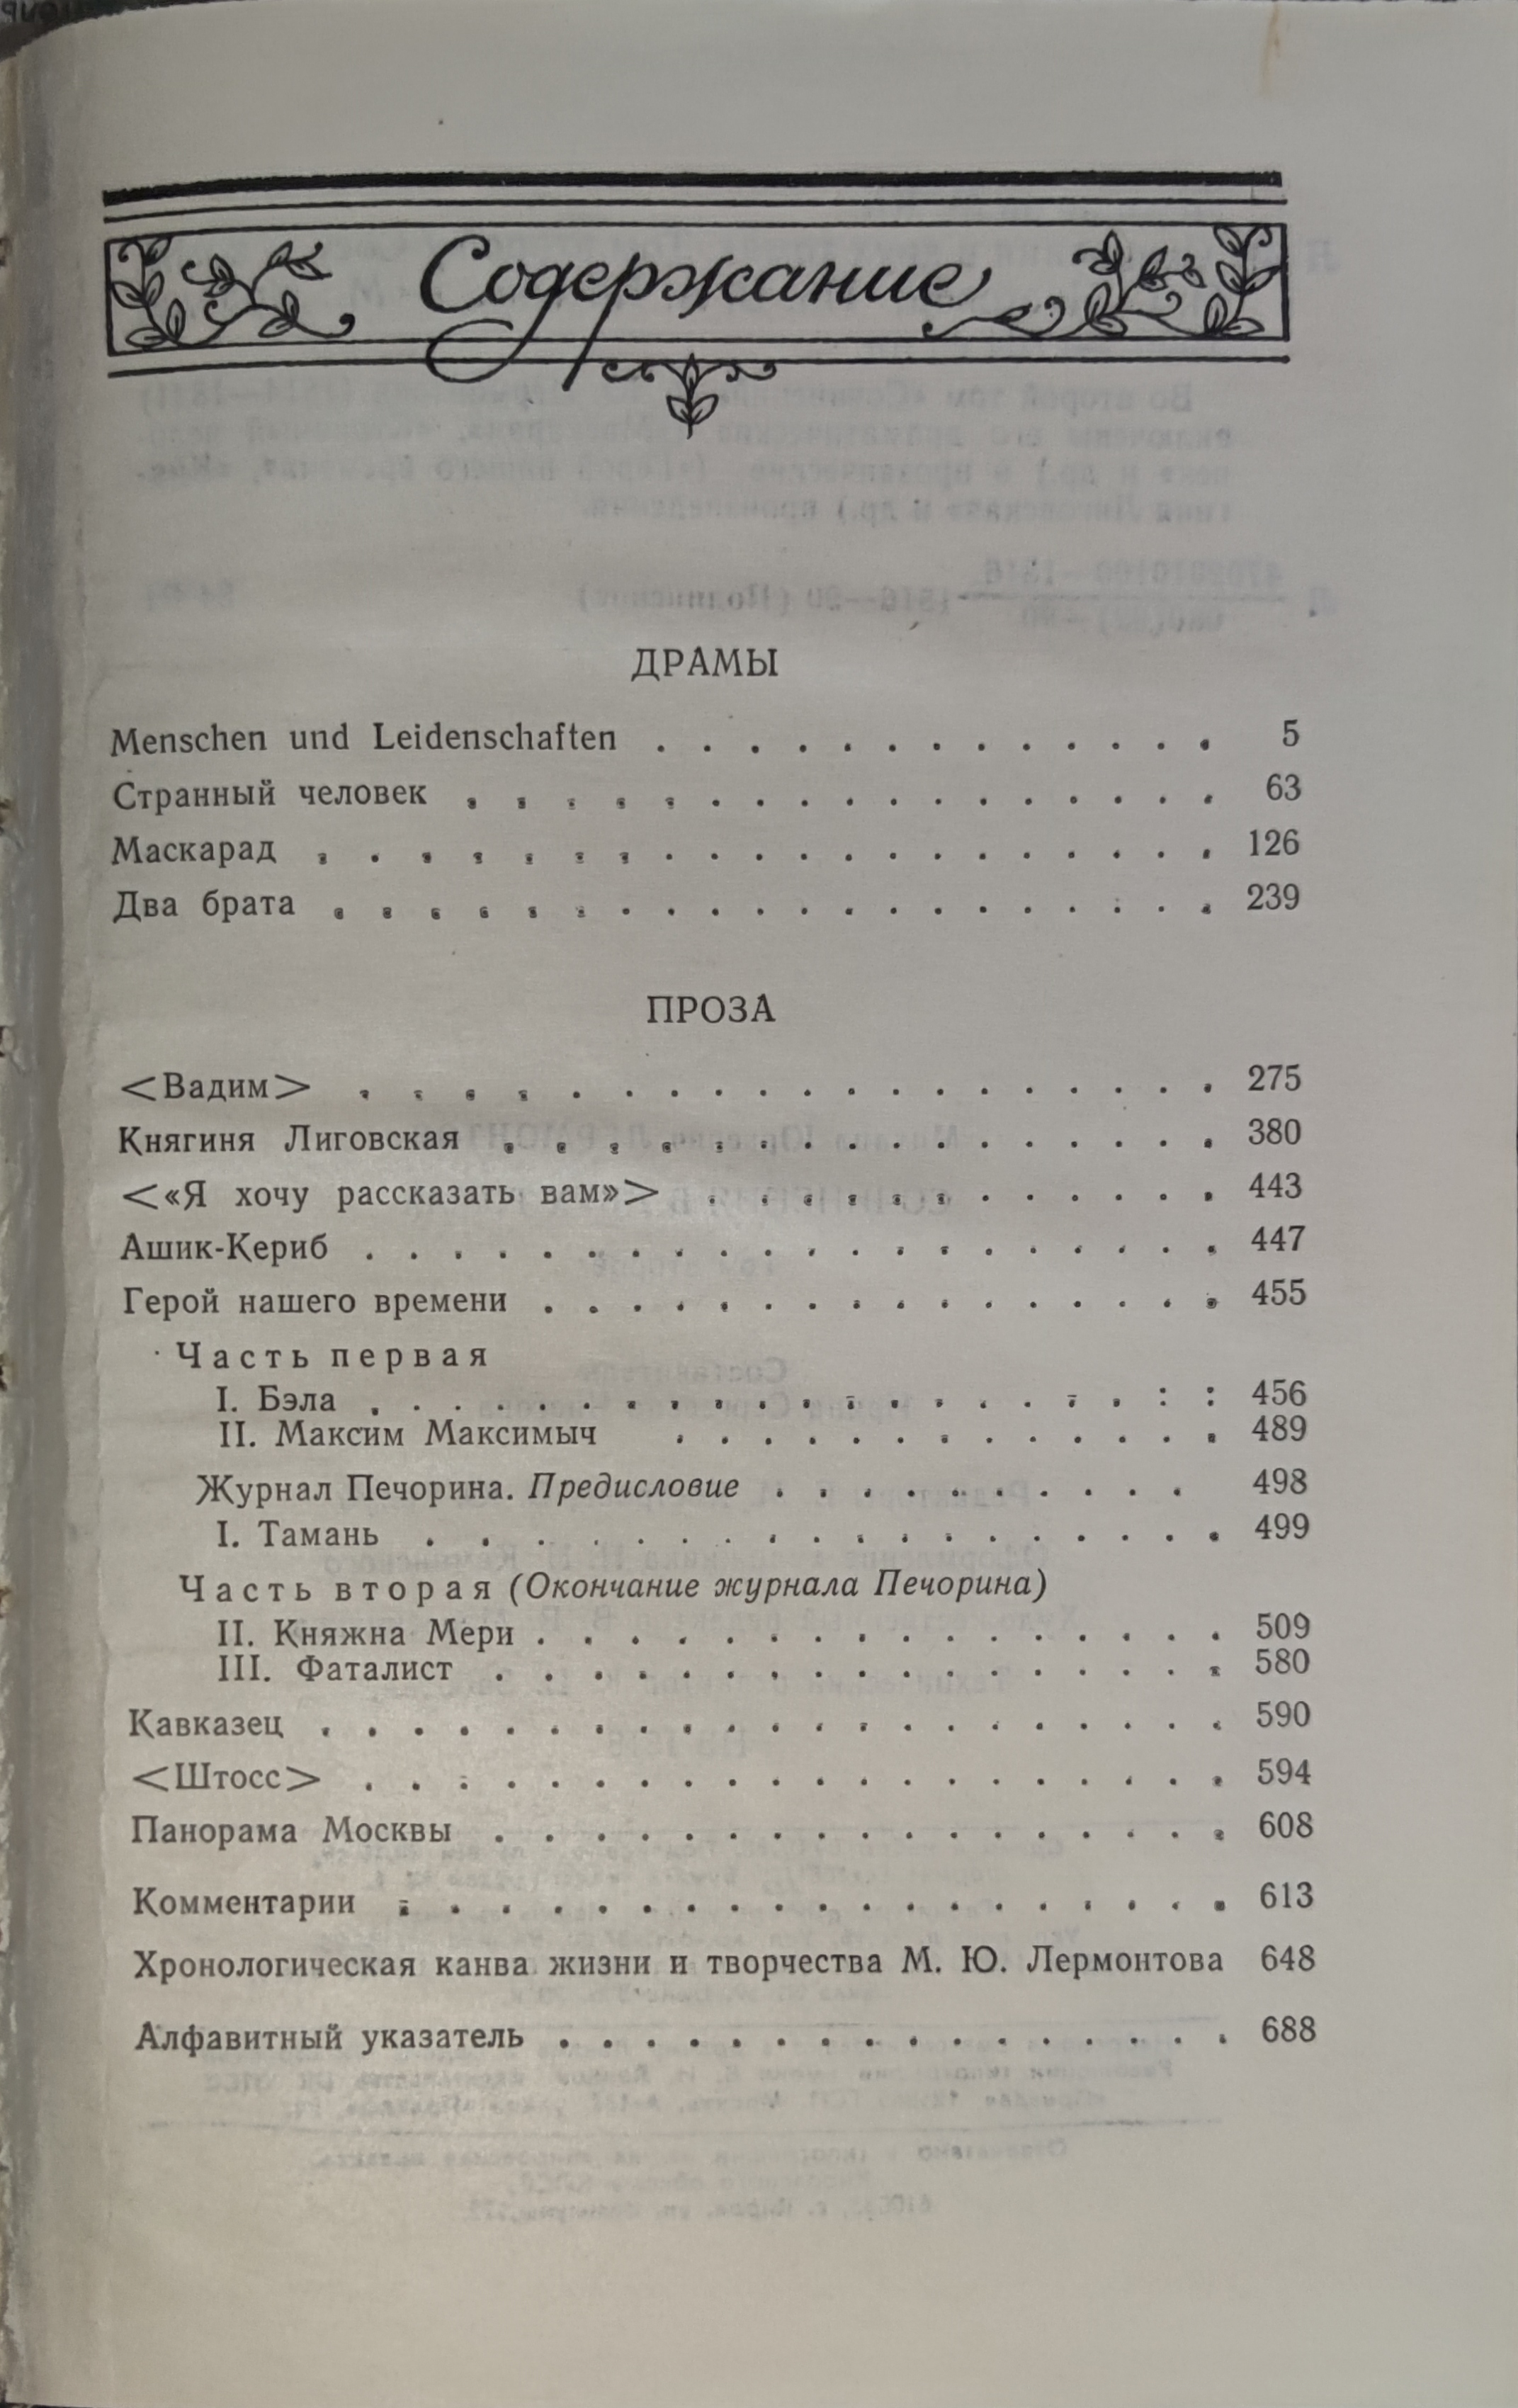 Содержание
ДРАМЫ
Menschen und Leidenschaften . . . . . . . . . . . . . 5
Странный человек . . . . . . . . . . . . . . . . . 63
Маскарад . . . . . . . . . . . . . . . . . . . . 126
Два брата . . . . . . . . . . . . . . . . . . . 239
ПРОЗА
<Вадим> . . . . . . . . . . . . . . . . . . 275
Княгиня Лиговская . . . . . . . . . . . . . . . 380
<«Я хочу рассказать вам»> . . . . . . . . . . . . 443
Ашик-Кериб . . . . . . . . . . . . . . . . . . . . 447
Герой нашего времени . . . . . . . . . . . . . . . . 455
Часть первая
I. Бэла . . . . . . . . . . . . . . . . . . . 456
II. Максим Максимыч . . . . . . . . . . . . . 489
Журнал Печорина. Предисловие . . . . . . . . . . 498
I. Тамань . . . . . . . . . . . . . . . . . . 499
Часть вторая (Окончание журнала Печорина)
II. Княжна Мери . . . . . . . . . . . . . . . . 509
III. Фаталист . . . . . . . . . . . . . . . . . 580
Кавказец . . . . . . . . . . . . . . . . . . . . . 590
<Штосс> . . . . . . . . . . . . . . . . . . . . 594
Панорама Москвы . . . . . . . . . . . . . . . . . 608
Комментарии . . . . . . . . . . . . . . . . . . . 613
Хронологическая канва жизни и творчества М. Ю. Лермонтова 648
Алфавитный указатель . . . . . . . . . . . . . . . . 688